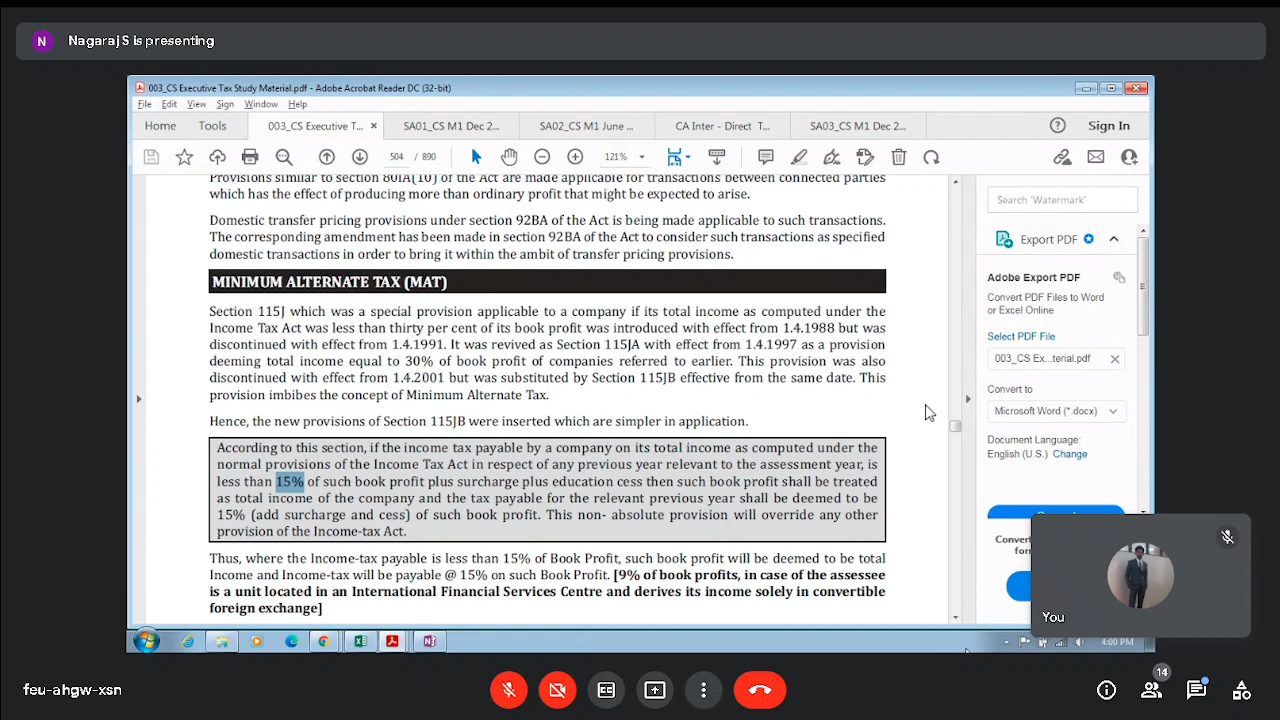 N NagarajS is presenting
003_CS Executive Tax Study Material.pdf - Adobe Acrobat Reader DC (32-bit)
File Edit View Sign Window Help
Home Tools 003_CS Executive T... × SA01_CS M1 Dec 2... SA02_CS M1 June ... CA Inter - Direct T... SA03_CS M1 Dec 2... Sign In
504 / 890 121%
Provisions similar to section 80IA(10) of the Act are made applicable for transactions between connected parties
which has the effect of producing more than ordinary profit that might be expected to arise.
Domestic transfer pricing provisions under section 92BA of the Act is being made applicable to such transactions.
The corresponding amendment has been made in section 92BA of the Act to consider such transactions as specified
domestic transactions in order to bring it within the ambit of transfer pricing provisions.
MINIMUM ALTERNATE TAX (MAT)
Section 115J which was a special provision applicable to a company if its total income as computed under the
Income Tax Act was less than thirty per cent of its book profit was introduced with effect from 1.4.1988 but was
discontinued with effect from 1.4.1991. It was revived as Section 115JA with effect from 1.4.1997 as a provision
deeming total income equal to 30% of book profit of companies referred to earlier. This provision was also
discontinued with effect from 1.4.2001 but was substituted by Section 115JB effective from the same date. This
provision imbibes the concept of Minimum Alternate Tax.
Hence, the new provisions of Section 115JB were inserted which are simpler in application.
According to this section, if the income tax payable by a company on its total income as computed under the
normal provisions of the Income Tax Act in respect of any previous year relevant to the assessment year, is
less than 15% of such book profit plus surcharge plus education cess then such book profit shall be treated
as total income of the company and the tax payable for the relevant previous year shall be deemed to be
15% (add surcharge and cess) of such book profit. This non- absolute provision will override any other
provision of the Income-tax Act.
Thus, where the Income-tax payable is less than 15% of Book Profit, such book profit will be deemed to be total
Income and Income-tax will be payable @ 15% on such Book Profit. [9% of book profits, in case of the assessee
is a unit located in an International Financial Services Centre and derives its income solely in convertible
foreign exchange]
Search 'Watermark'
Export PDF
Adobe Export PDF
Convert PDF Files to Word
or Excel Online
Select PDF File
003_CS Ex...terial.pdf ×
Convert to
Microsoft Word (*.docx)
Document Language:
English (U.S.) Change
You
4:00 PM
feu-ahgw-xsn
14